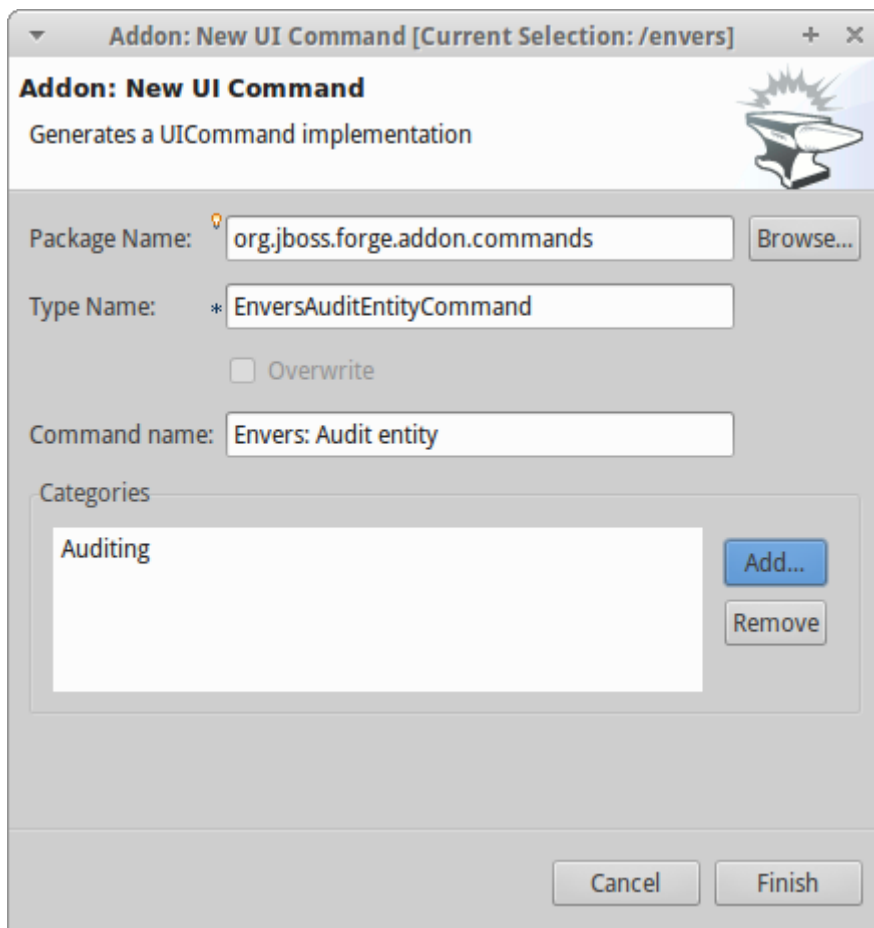 Addon: New UI Command [Current Selection: /envers]
Addon: New UI Command
Generates a UICommand implementation
Package Name: org.jboss.forge.addon.commands Browse...
Type Name: * EnversAuditEntityCommand
Overwrite
Command name: Envers: Audit entity
Categories
Auditing
Add...
Remove
Cancel Finish